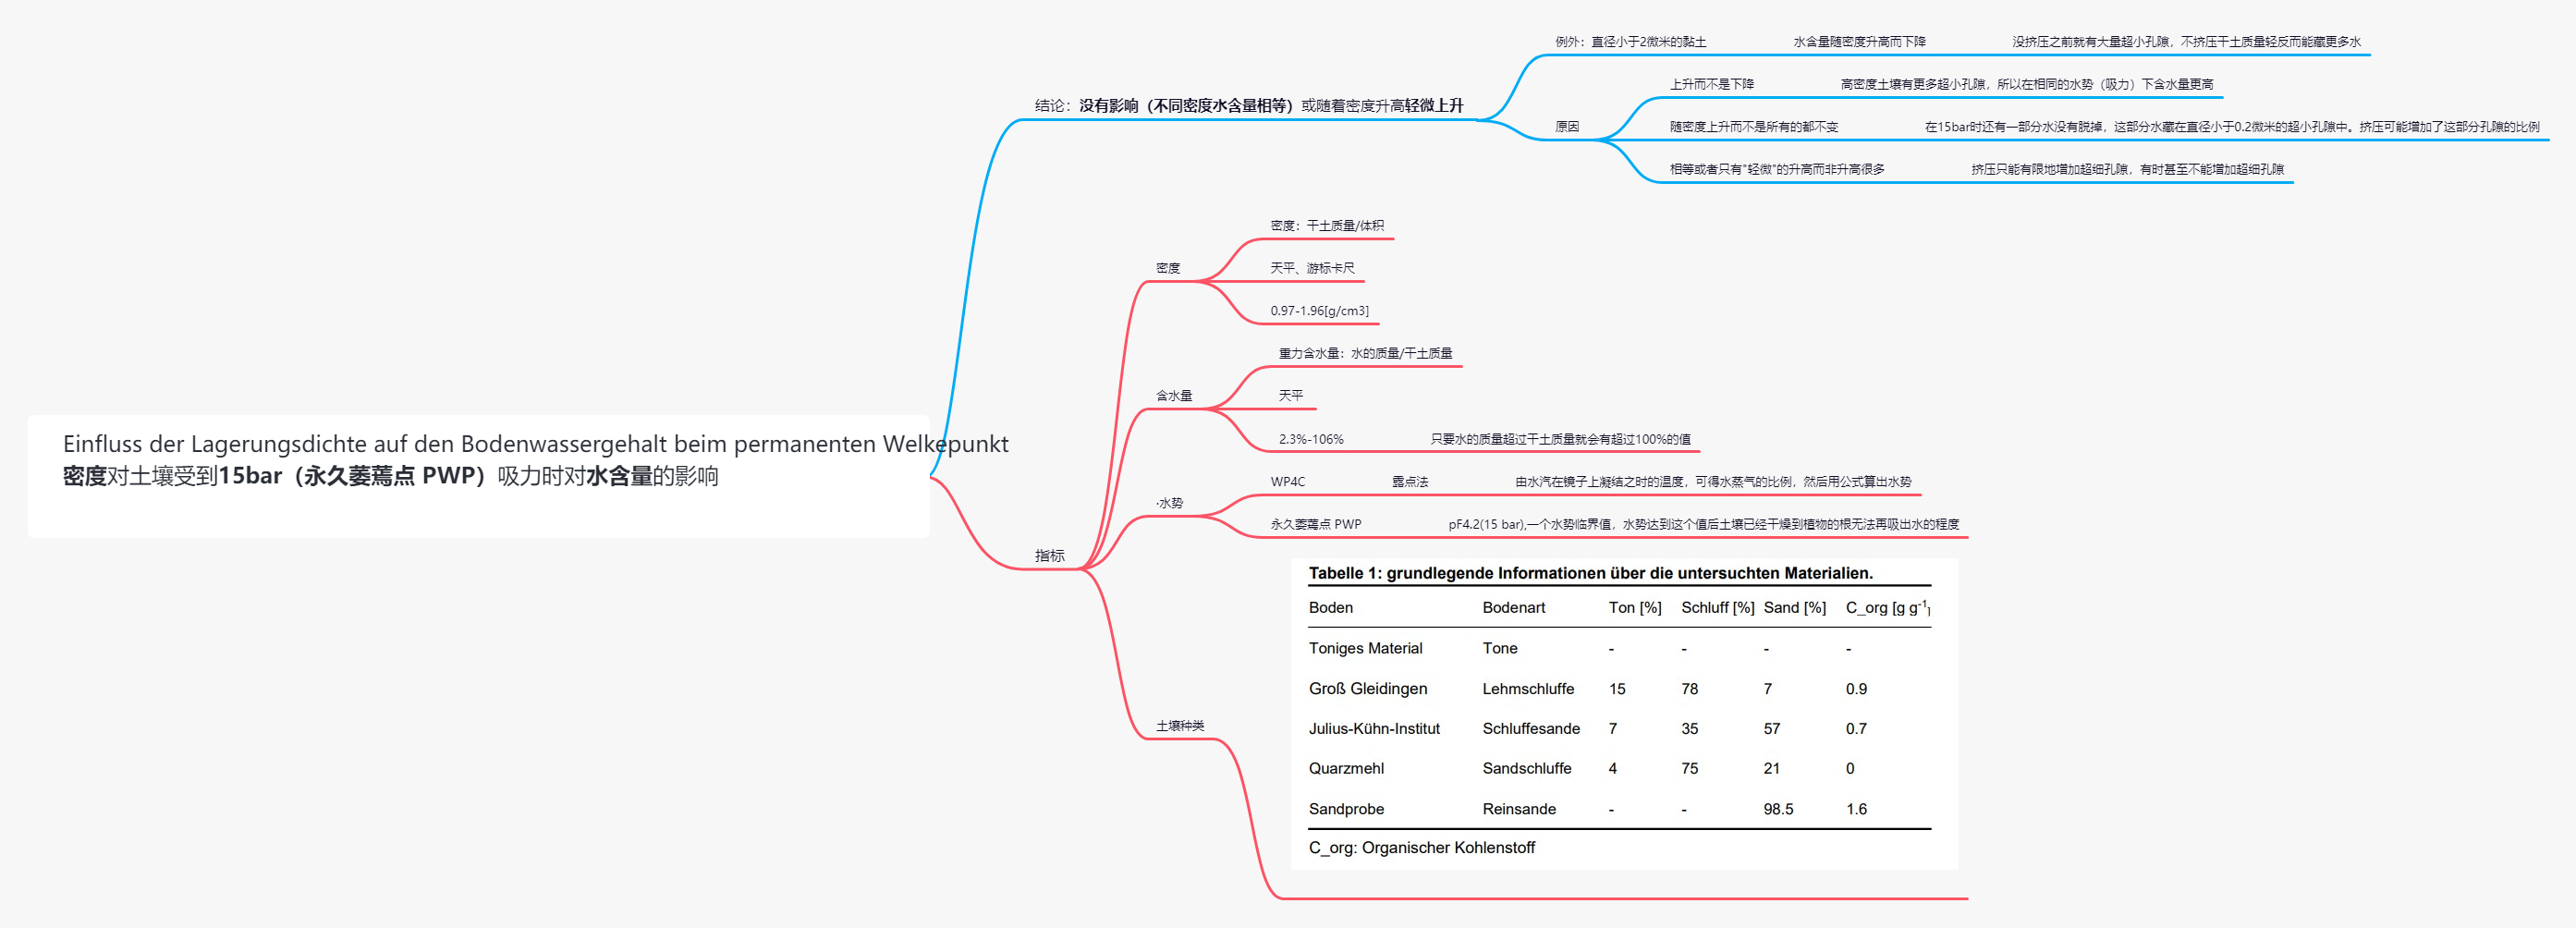 Einfluss der Lagerungsdichte auf den Bodenwassergehalt beim permanenten Welkepunkt
密度对土壤受到15bar（永久萎蔫点 PWP）吸力时对水含量的影响
结论：没有影响（不同密度水含量相等）或随着密度升高轻微上升
例外：直径小于2微米的黏土
水含量随密度升高而下降
没挤压之前就有大量超小孔隙，不挤压干土质量轻反而能藏更多水
原因
上升而不是下降
高密度土壤有更多超小孔隙，所以在相同的水势（吸力）下含水量更高
随密度上升而不是所有的都不变
在15bar时还有一部分水没有脱掉，这部分水藏在直径小于0.2微米的超小孔隙中。挤压可能增加了这部分孔隙的比例
相等或者只有"轻微"的升高而非升高很多
挤压只能有限地增加超细孔隙，有时甚至不能增加超细孔隙
指标
密度
密度：干土质量/体积
天平、游标卡尺
0.97-1.96[g/cm3]
含水量
重力含水量：水的质量/干土质量
天平
2.3%-106%
只要水的质量超过干土质量就会有超过100%的值
·水势
WP4C
露点法
由水汽在镜子上凝结之时的温度，可得水蒸气的比例，然后用公式算出水势
永久萎蔫点 PWP
pF4.2(15 bar),一个水势临界值，水势达到这个值后土壤已经干燥到植物的根无法再吸出水的程度
土壤种类
Tabelle 1: grundlegende Informationen über die untersuchten Materialien.
Boden Bodenart Ton [%] Schluff [%] Sand [%] C_org [g g-1]
Toniges Material Tone - - - -
Groß Gleidingen Lehmschluffe 15 78 7 0.9
Julius-Kühn-Institut Schluffesande 7 35 57 0.7
Quarzmehl Sandschluffe 4 75 21 0
Sandprobe Reinsande - - 98.5 1.6
C_org: Organischer Kohlenstoff